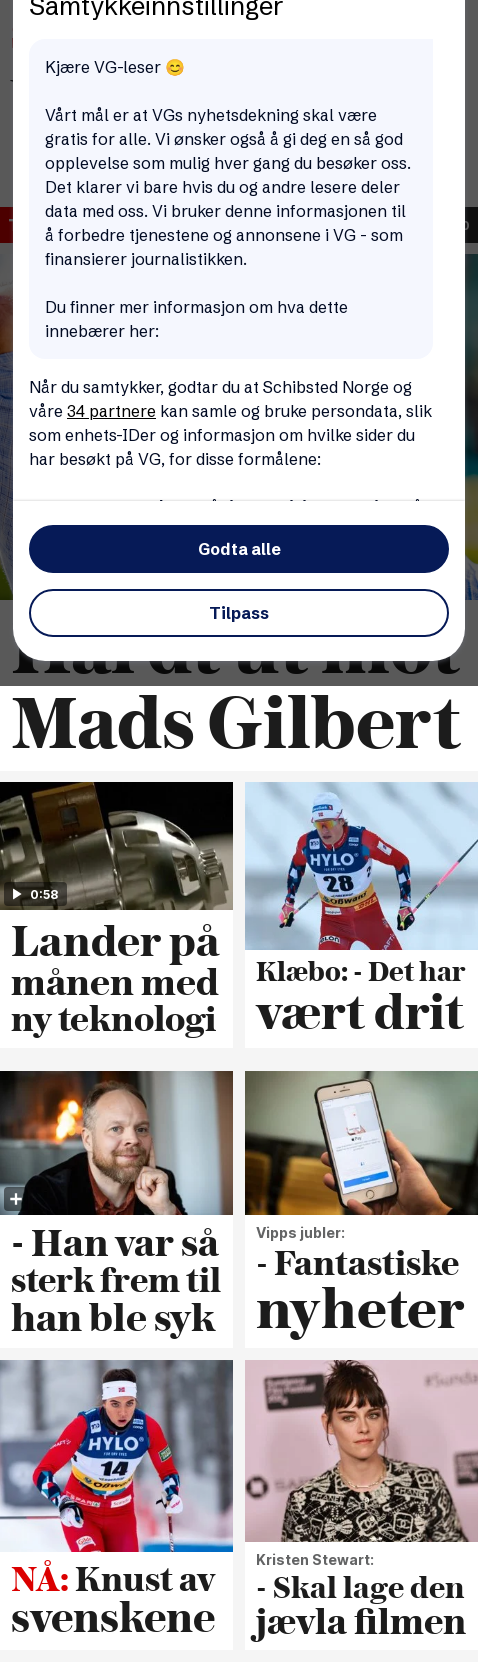 Samtykkeinnstillinger
Kjære VG-leser 😊
Vårt mål er at VGs nyhetsdekning skal være
gratis for alle. Vi ønsker også å gi deg en så god
opplevelse som mulig hver gang du besøker oss.
Det klarer vi bare hvis du og andre lesere deler
data med oss. Vi bruker denne informasjonen til
å forbedre tjenestene og annonsene i VG - som
finansierer journalistikken.
Du finner mer informasjon om hva dette
innebærer her:
Når du samtykker, godtar du at Schibsted Norge og
våre 34 partnere kan samle og bruke persondata, slik
som enhets-IDer og informasjon om hvilke sider du
har besøkt på VG, for disse formålene:
Godta alle
Tilpass
Hardt ut mot
Mads Gilbert
0:58
Lander på
månen med
ny teknologi
HYLO
28
Klæbo: - Det har
vært drit
- Han var så
sterk frem til
han ble syk
Vipps jubler:
- Fantastiske
nyheter
HYLO
14
NÅ: Knust av
svenskene
Kristen Stewart:
- Skal lage den
jævla filmen